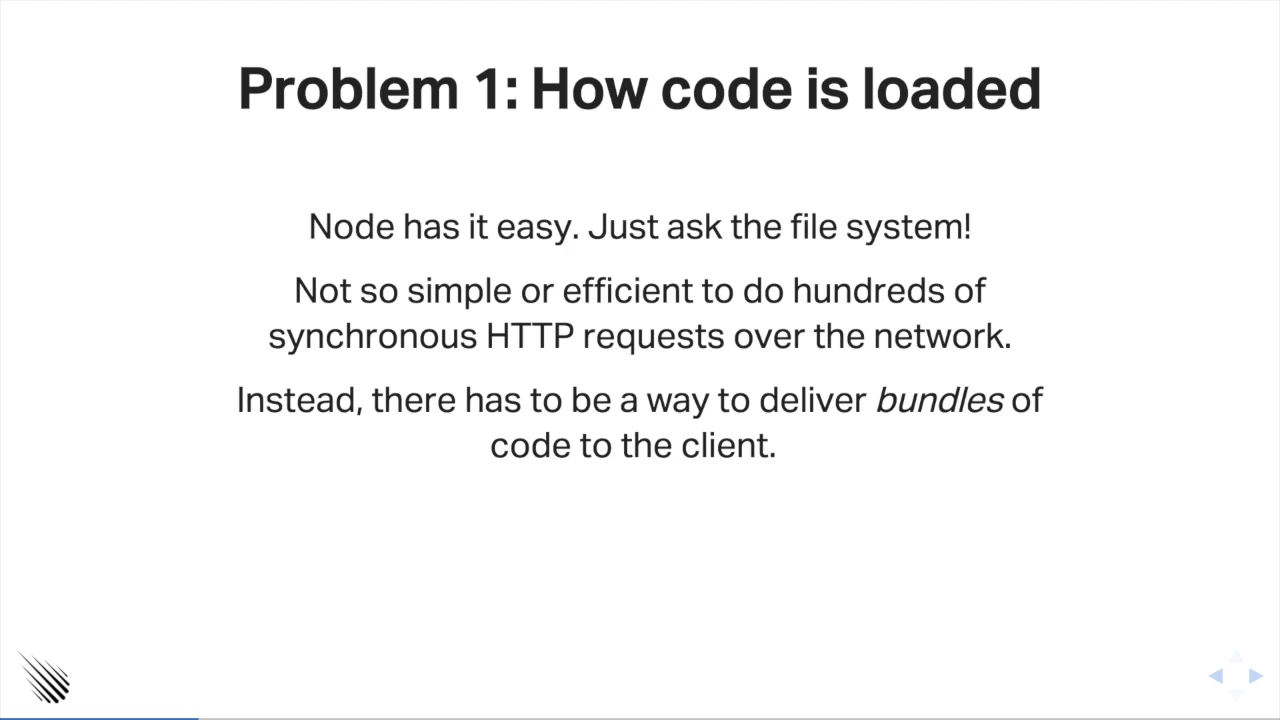 Problem 1: How code is loaded
Node has it easy. Just ask the file system!
Not so simple or efficient to do hundreds of
synchronous HTTP requests over the network.
Instead, there has to be a way to deliver bundles of
code to the client.